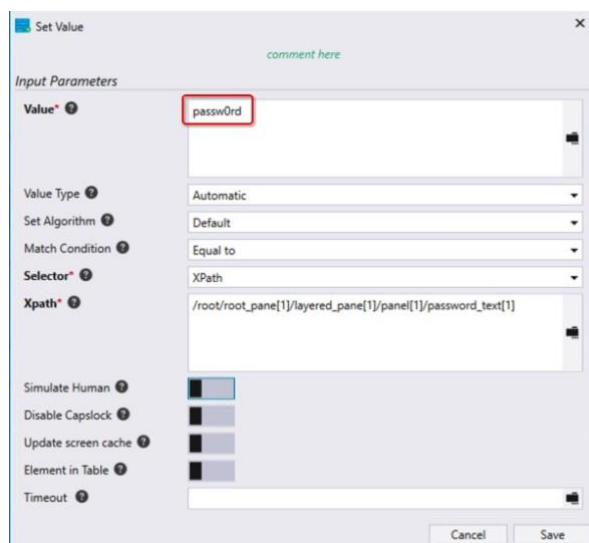 Set Value
comment here
Input Parameters
Value* ?
passw0rd
Value Type ? Automatic
Set Algorithm ? Default
Match Condition ? Equal to
Selector* ? XPath
Xpath* ? /root/root_pane[1]/layered_pane[1]/panel[1]/password_text[1]
Simulate Human ?
Disable Capslock ?
Update screen cache ?
Element in Table ?
Timeout ?
Cancel Save